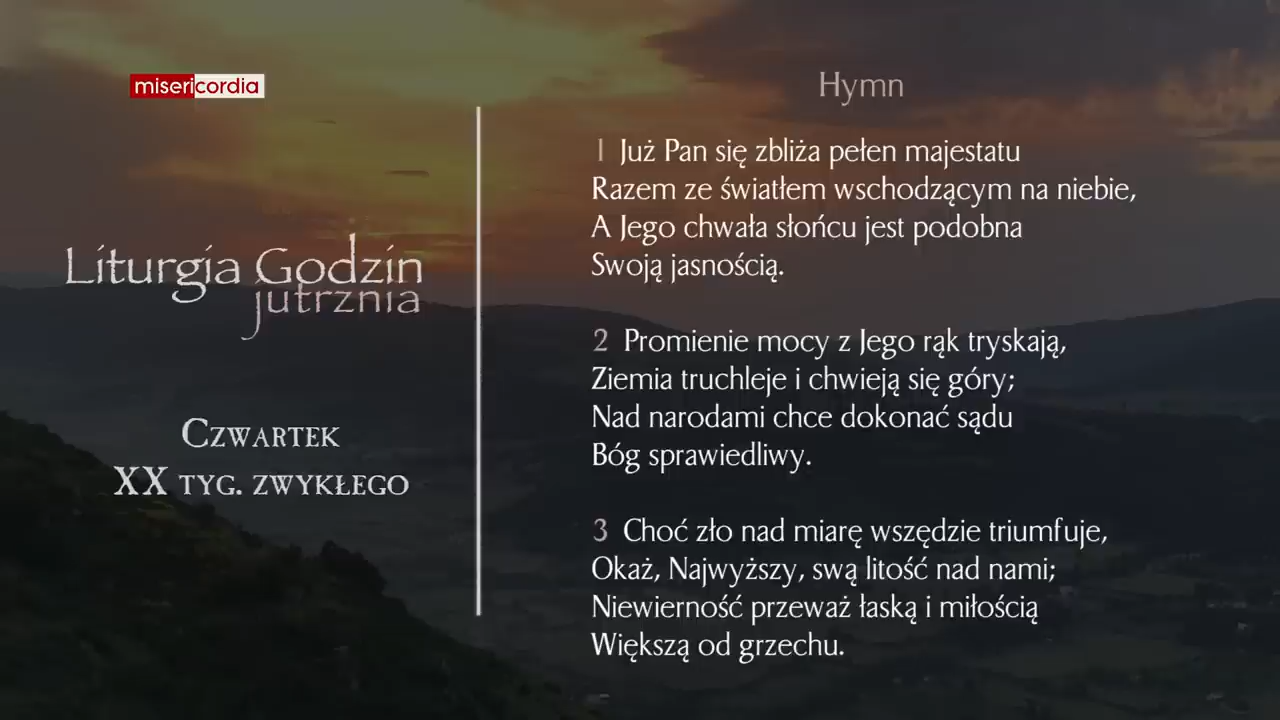 misericordia
Liturgia Godzin
jutrznia
Czwartek
XX tyg. zwykłego
Hymn
1 Już Pan się zbliża pełen majestatu
Razem ze światłem wschodzącym na niebie,
A Jego chwała słońcu jest podobna
Swoją jasnością.
2 Promienie mocy z Jego rąk tryskają,
Ziemia truchleje i chwieją się góry;
Nad narodami chce dokonać sądu
Bóg sprawiedliwy.
3 Choć zło nad miarę wszędzie triumfuje,
Okaż, Najwyższy, swą litość nad nami;
Niewierność przeważ łaską i miłością
Większą od grzechu.